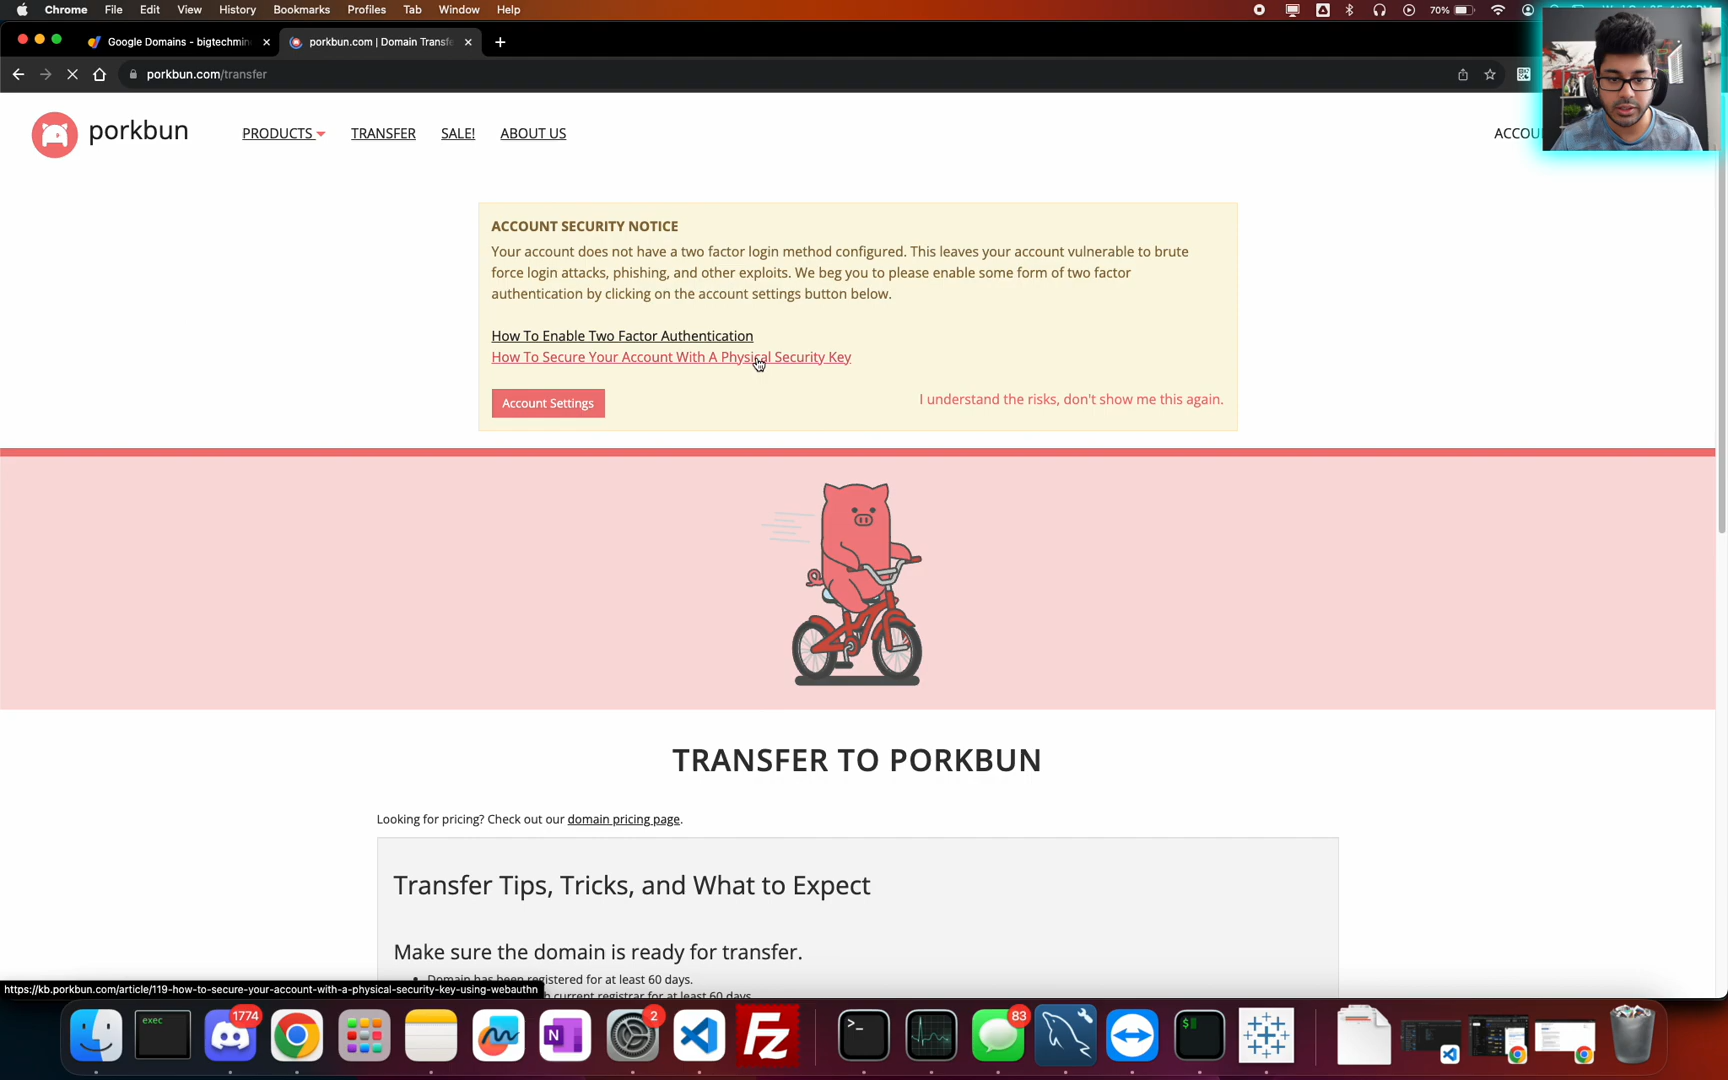 Chrome File Edit View History Bookmarks Profiles Tab Window Help
70%
Google Domains - bigtechmin
porkbun.com | Domain Transfe
porkbun.com/transfer
porkbun
PRODUCTS
TRANSFER
SALE!
ABOUT US
ACCOU
ACCOUNT SECURITY NOTICE
Your account does not have a two factor login method configured. This leaves your account vulnerable to brute
force login attacks, phishing, and other exploits. We beg you to please enable some form of two factor
authentication by clicking on the account settings button below.
How To Enable Two Factor Authentication
How To Secure Your Account With A Physical Security Key
Account Settings
I understand the risks, don't show me this again.
TRANSFER TO PORKBUN
Looking for pricing? Check out our domain pricing page.
Transfer Tips, Tricks, and What to Expect
Make sure the domain is ready for transfer.
Domain has been registered for at least 60 days.
current registrar for at least 60 days
https://kb.porkbun.com/article/119-how-to-secure-your-account-with-a-physical-security-key-using-webauthn
exec
1774
2
83